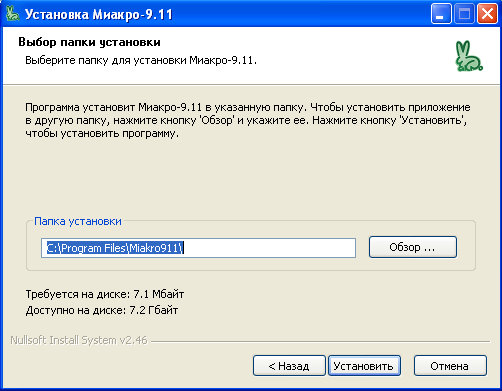 Установка Миакро-9.11
Выбор папки установки
Выберите папку для установки Миакро-9.11.
Программа установит Миакро-9.11 в указанную папку. Чтобы установить приложение
в другую папку, нажмите кнопку 'Обзор' и укажите ее. Нажмите кнопку 'Установить',
чтобы установить программу.
Папка установки
C:\Program Files\Miakro911\
Обзор ...
Требуется на диске: 7.1 Мбайт
Доступно на диске: 7.2 Гбайт
Nullsoft Install System v2.46
< Назад
Установить
Отмена